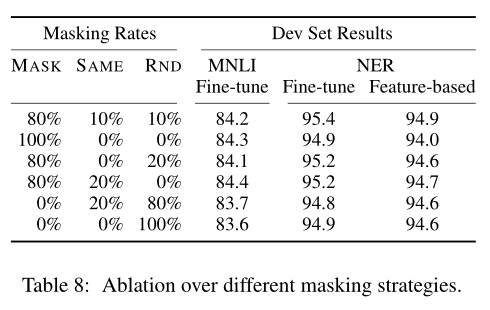 Masking Rates Dev Set Results
MASK SAME RND MNLI NER
Fine-tune Fine-tune Feature-based
80% 10% 10% 84.2 95.4 94.9
100% 0% 0% 84.3 94.9 94.0
80% 0% 20% 84.1 95.2 94.6
80% 20% 0% 84.4 95.2 94.7
0% 20% 80% 83.7 94.8 94.6
0% 0% 100% 83.6 94.9 94.6
Table 8: Ablation over different masking strategies.